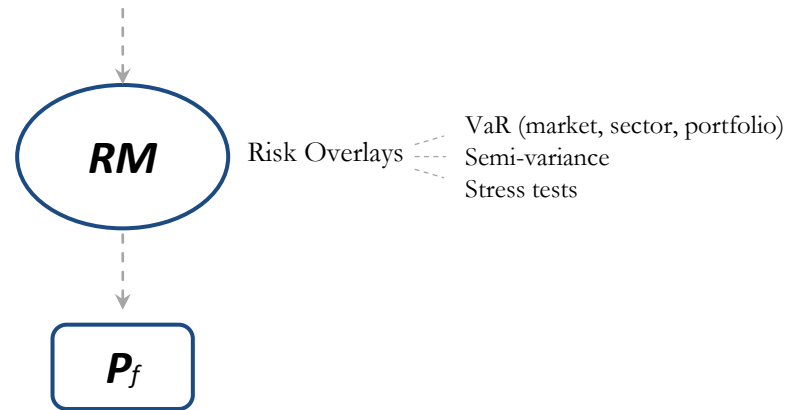 RM
Risk Overlays
VaR (market, sector, portfolio)
Semi-variance
Stress tests
Pf